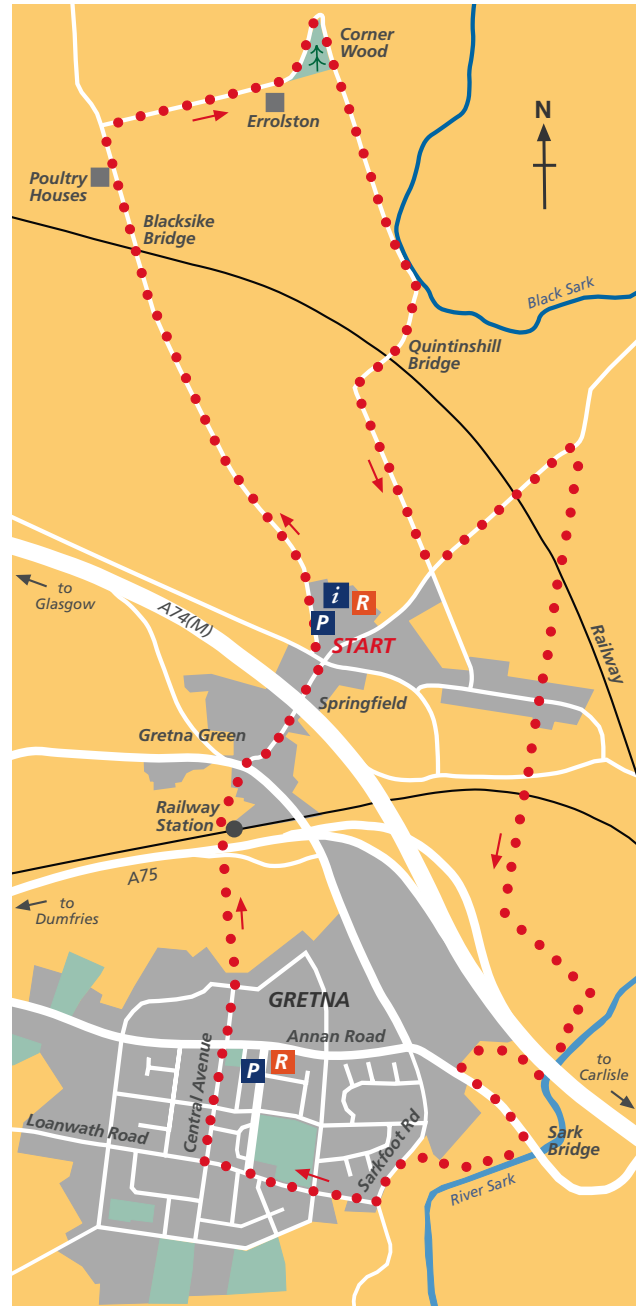 Corner
Wood
N
Errolston
Poultry
Houses
Blacksike
Bridge
Black Sark
Quintinshill
Bridge
to
Glasgow
A74(M)
i
R
P
START
Railway
Springfield
Gretna Green
Railway
Station
A75
to
Dumfries
GRETNA
Annan Road
P
R
Central Avenue
to
Carlisle
Loanwath Road
Sarkfoot Rd
Sark
Bridge
River Sark